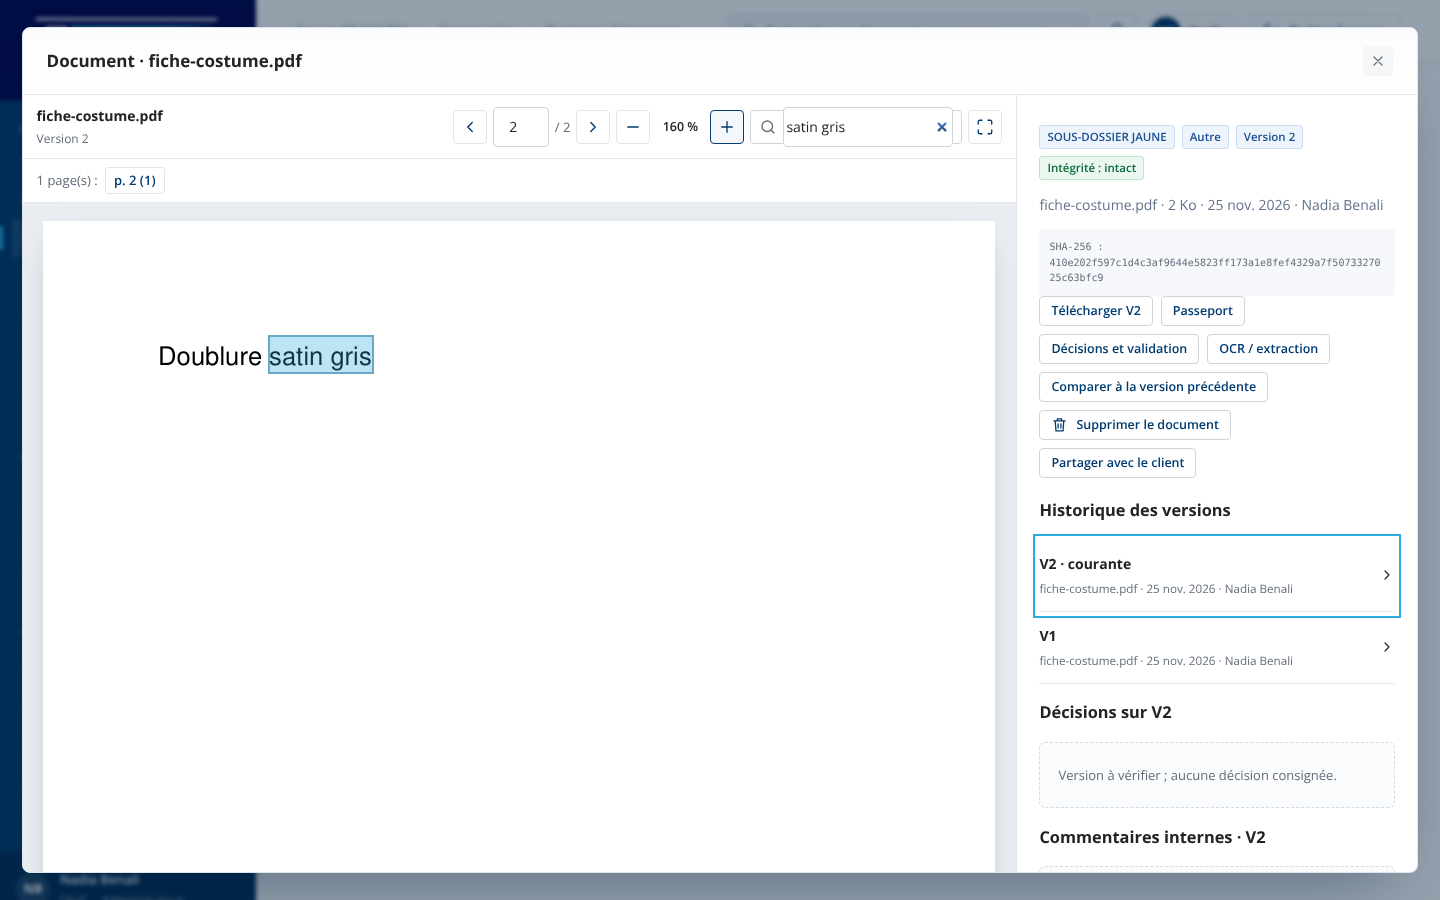 Document · fiche-costume.pdf
fiche-costume.pdf
Version 2
2
/ 2
160 %
satin gris
1 page(s) :
p. 2 (1)
Doublure satin gris
SOUS-DOSSIER JAUNE
Autre
Version 2
Intégrité : intact
fiche-costume.pdf · 2 Ko · 25 nov. 2026 · Nadia Benali
SHA-256 :
410e202f597c1d4c3af9644e5823ff173a1e8fef4329a7f50733270
25c63bfc9
Télécharger V2
Passeport
Décisions et validation
OCR / extraction
Comparer à la version précédente
Supprimer le document
Partager avec le client
Historique des versions
V2 · courante
fiche-costume.pdf · 25 nov. 2026 · Nadia Benali
V1
fiche-costume.pdf · 25 nov. 2026 · Nadia Benali
Décisions sur V2
Version à vérifier ; aucune décision consignée.
Commentaires internes · V2
NB
Nadia Benali